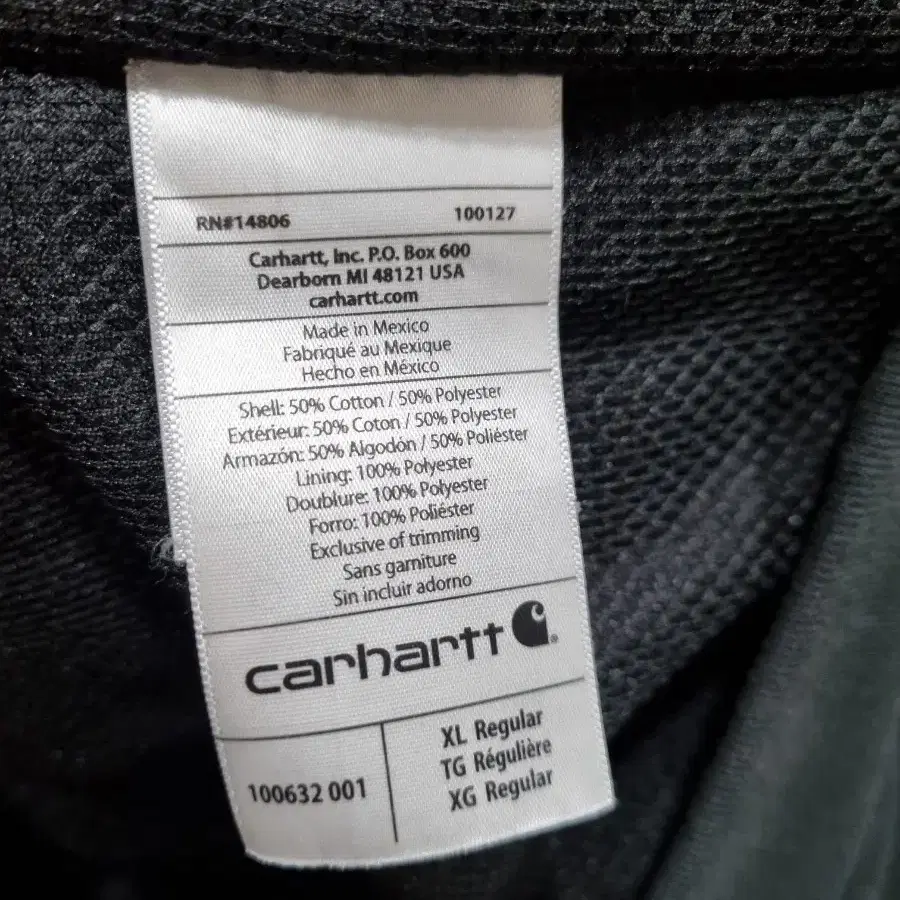 RN#14806 100127
Carhartt, Inc. P.O. Box 600
Dearborn MI 48121 USA
carhartt.com
Made in Mexico
Fabriqué au Mexique
Hecho en México
Shell: 50% Cotton / 50% Polyester
Extérieur: 50% Coton / 50% Polyester
Armazón: 50% Algodón / 50% Poliéster
Lining: 100% Polyester
Doublure: 100% Polyester
Forro: 100% Poliéster
Exclusive of trimming
Sans garniture
Sin incluir adorno
carhartt®
100632 001
XL Regular
TG Régulière
XG Regular